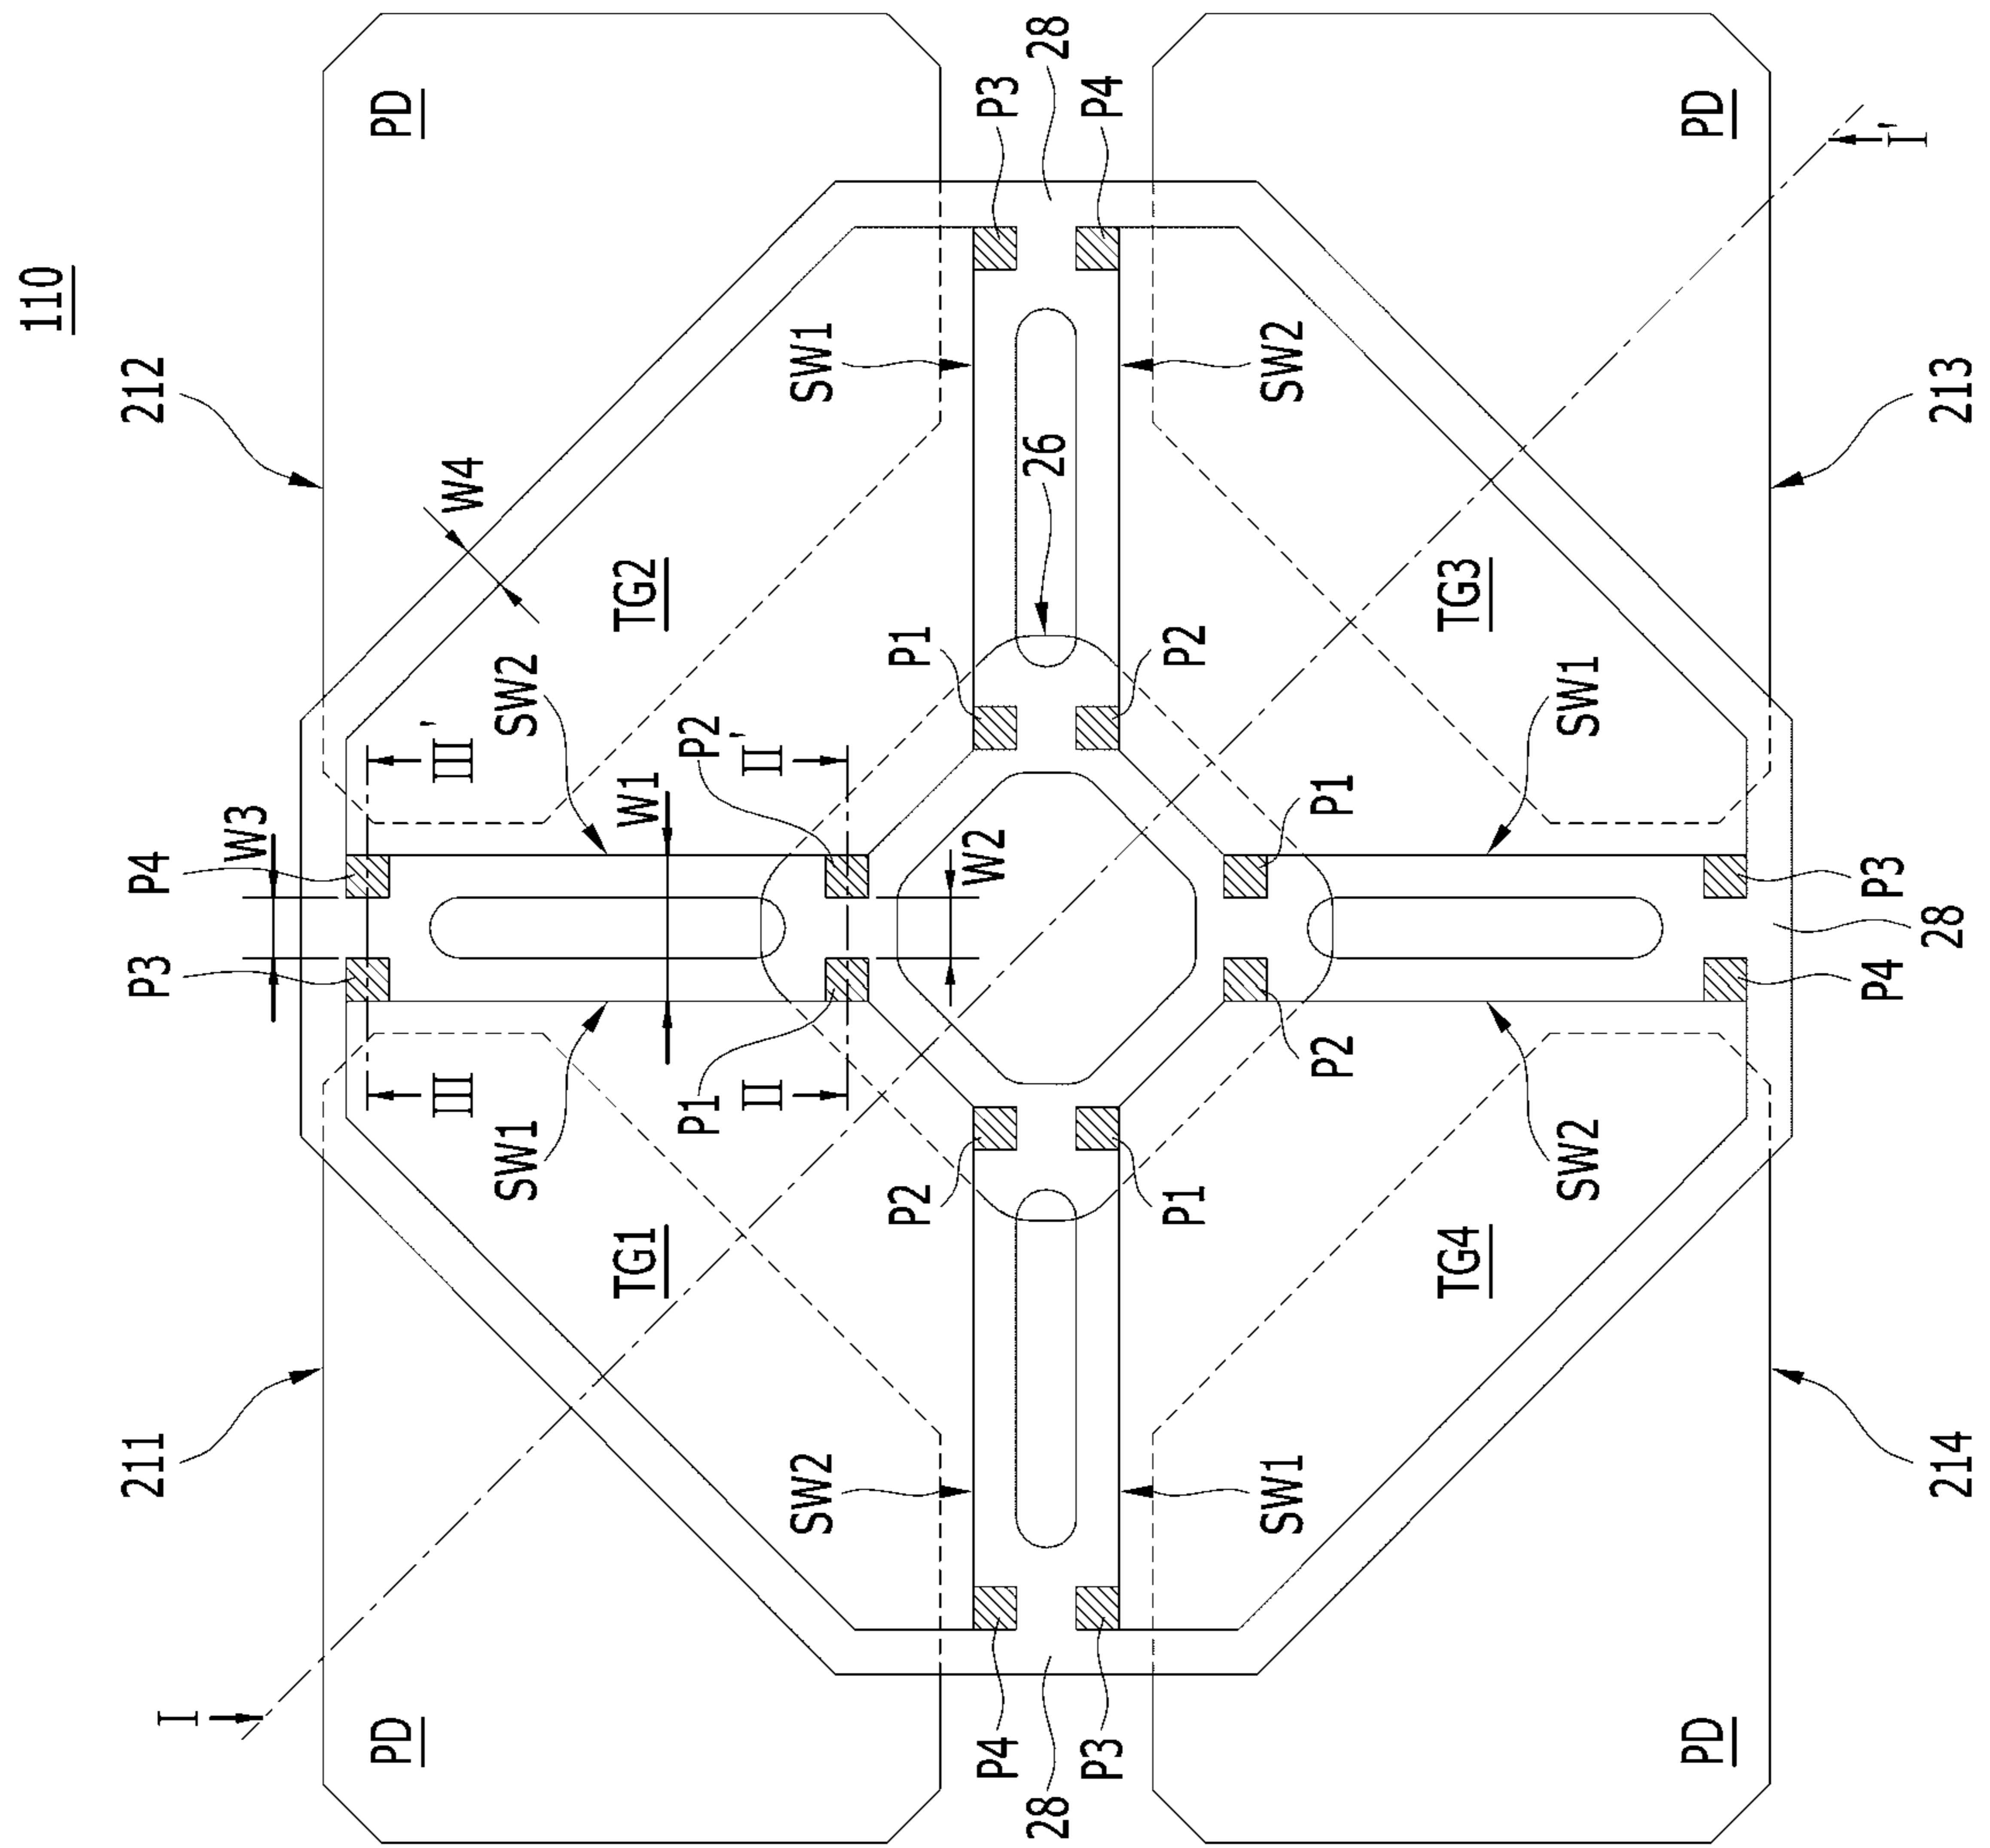 110
211
P3
P4
212
I
W3
PD
PD
III
III'
W4
SW1
SW2
TG1
W1
TG2
P1
P2
II
II'
SW2
SW1
P2
P1
P4
W2
P3
28
26
28
P3
P4
P1
P2
SW1
SW2
P2
P1
TG4
TG3
SW2
SW1
PD
PD
P4
P3
I'
214
28
213